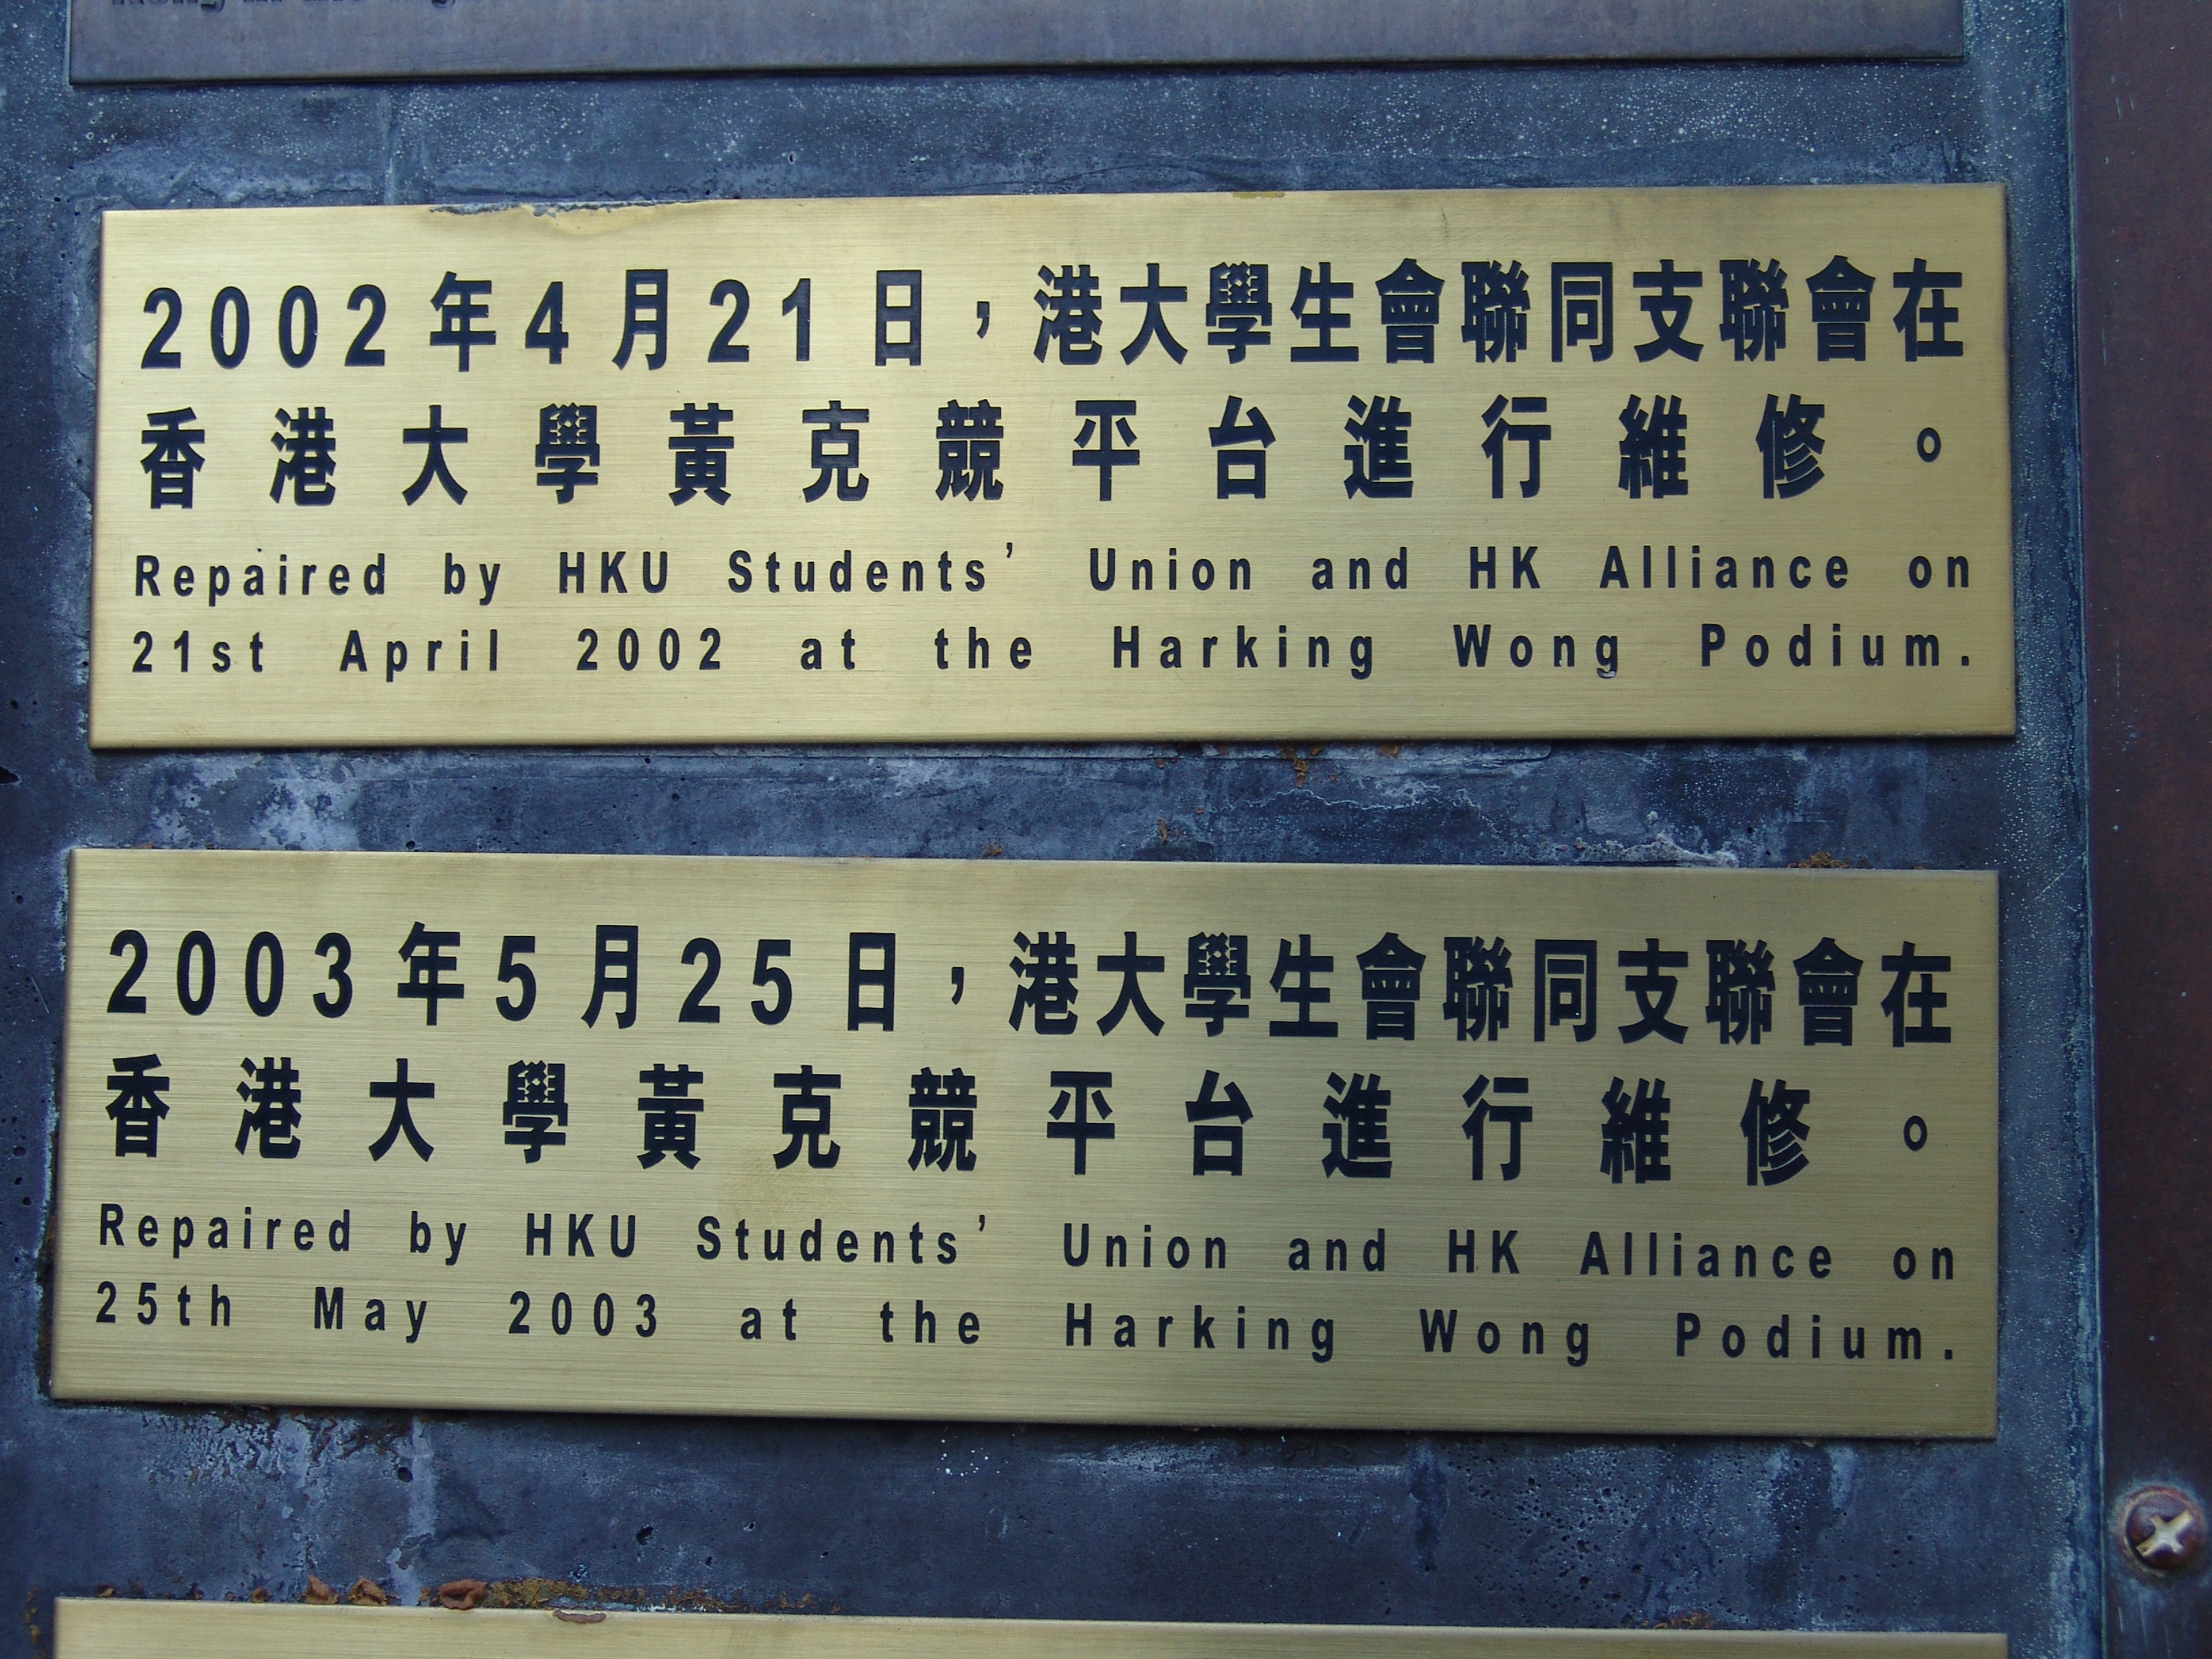 2002年4月21日，港大學生會聯同支聯會在
香港大學黃克競平台進行維修。
Repaired by HKU Students' Union and HK Alliance on
21st April 2002 at the Harking Wong Podium.
2003年5月25日，港大學生會聯同支聯會在
香港大學黃克競平台進行維修。
Repaired by HKU Students' Union and HK Alliance on
25th May 2003 at the Harking Wong Podium.